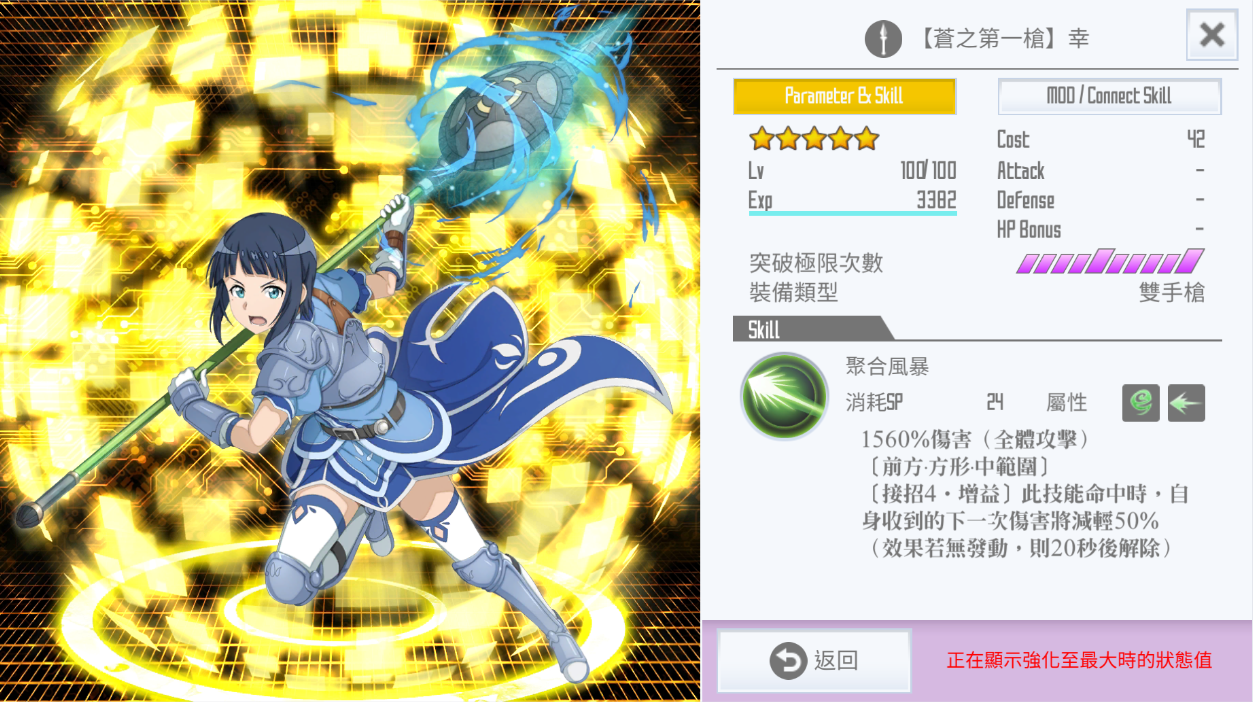 【蒼之第一槍】幸
Parameter & Skill
MOD / Connect Skill
Lv 100/100
Exp 3382
Cost 42
Attack -
Defense -
HP Bonus -
突破極限次數
裝備類型 雙手槍
Skill
聚合風暴
消耗SP 24 屬性
1560%傷害（全體攻擊）
〔前方·方形·中範圍〕
〔接招4・增益〕此技能命中時，自
身收到的下一次傷害將減輕50%
（效果若無發動，則20秒後解除）
返回
正在顯示強化至最大時的狀態值